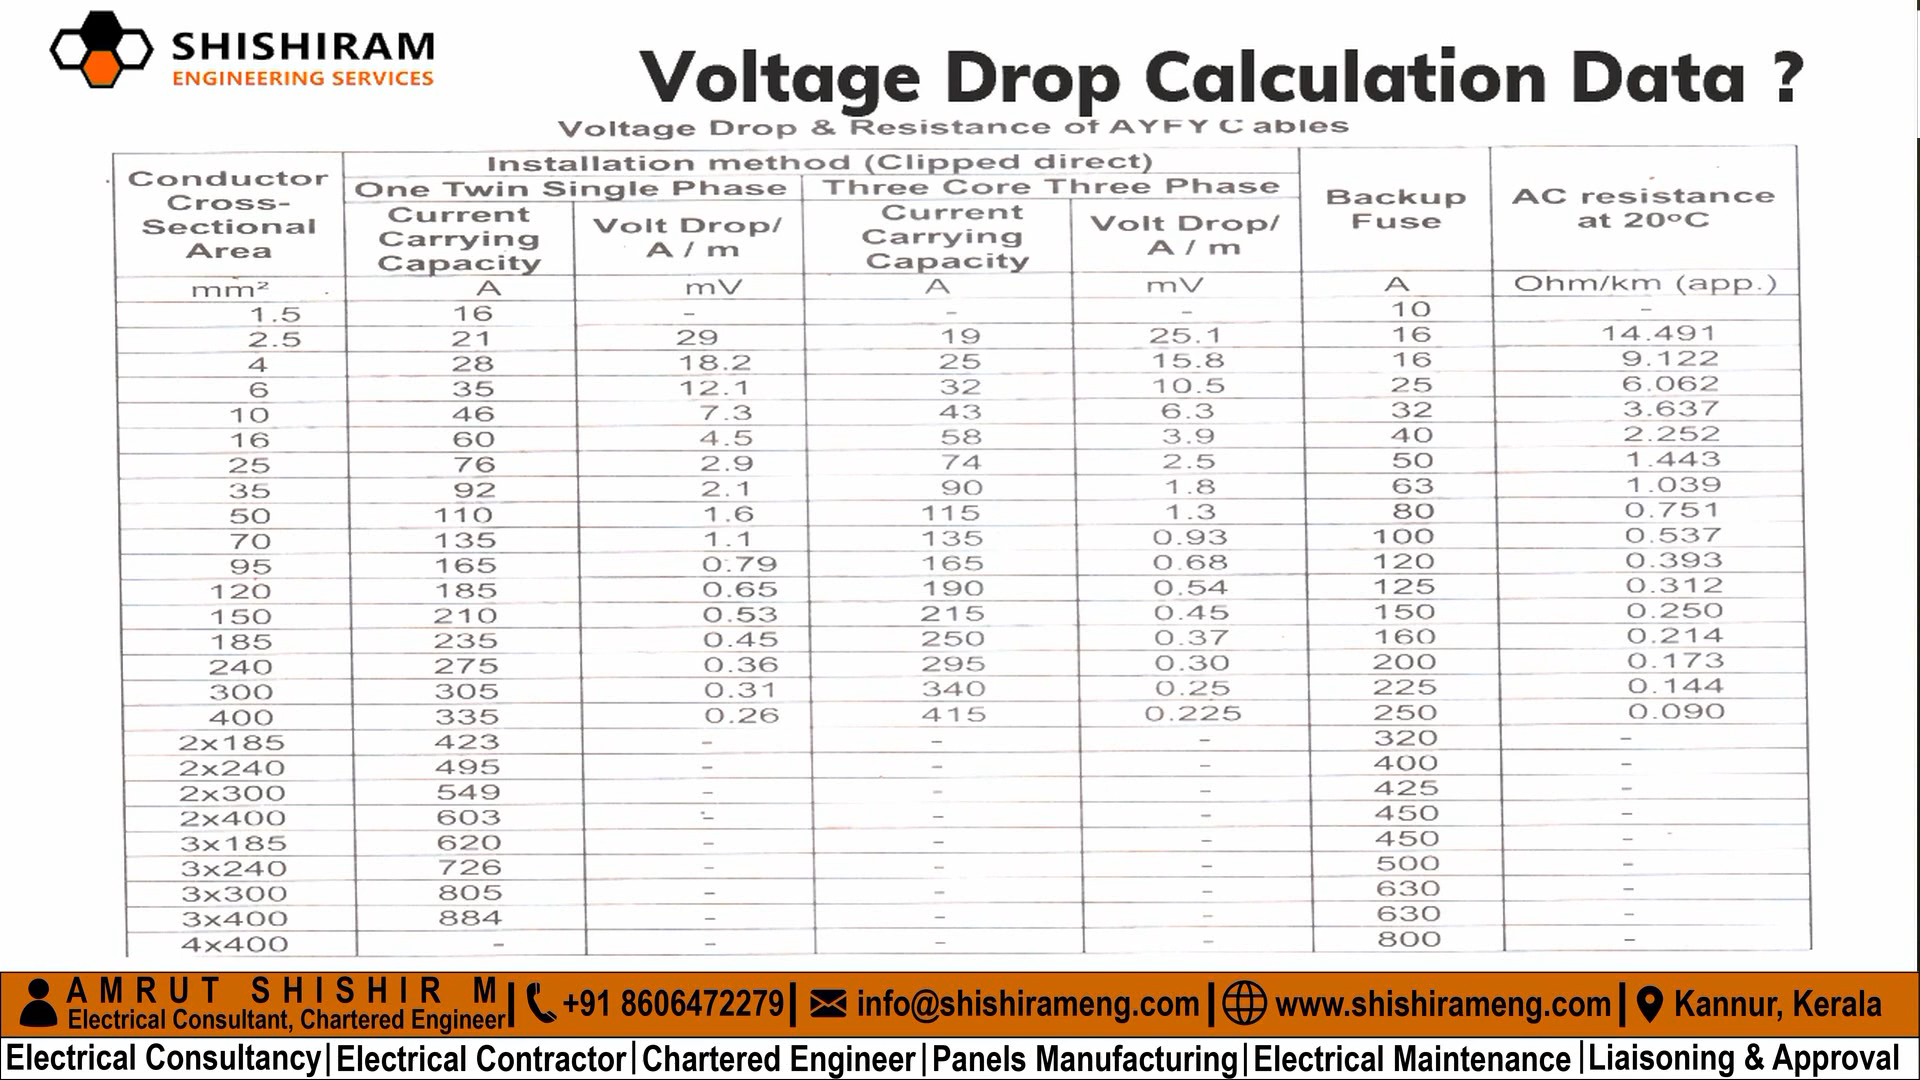 SHISHIRAM
ENGINEERING SERVICES
Voltage Drop Calculation Data ?
Voltage Drop & Resistance of AYFY Cables
Conductor Cross-Sectional Area | Installation method (Clipped direct) | Backup Fuse | AC resistance at 20°C
One Twin Single Phase | Three Core Three Phase
Current Carrying Capacity | Volt Drop/ A / m | Current Carrying Capacity | Volt Drop/ A / m
mm² | A | mV | A | mV | A | Ohm/km (app.)
1.5 | 16 | - | - | - | 10 | -
2.5 | 21 | 29 | 19 | 25.1 | 16 | 14.491
4 | 28 | 18.2 | 25 | 15.8 | 16 | 9.122
6 | 35 | 12.1 | 32 | 10.5 | 25 | 6.062
10 | 46 | 7.3 | 43 | 6.3 | 32 | 3.637
16 | 60 | 4.5 | 58 | 3.9 | 40 | 2.252
25 | 76 | 2.9 | 74 | 2.5 | 50 | 1.443
35 | 92 | 2.1 | 90 | 1.8 | 63 | 1.039
50 | 110 | 1.6 | 115 | 1.3 | 80 | 0.751
70 | 135 | 1.1 | 135 | 0.93 | 100 | 0.537
95 | 165 | 0.79 | 165 | 0.68 | 120 | 0.393
120 | 185 | 0.65 | 190 | 0.54 | 125 | 0.312
150 | 210 | 0.53 | 215 | 0.45 | 150 | 0.250
185 | 235 | 0.45 | 250 | 0.37 | 160 | 0.214
240 | 275 | 0.36 | 295 | 0.30 | 200 | 0.173
300 | 305 | 0.31 | 340 | 0.25 | 225 | 0.144
400 | 335 | 0.26 | 415 | 0.225 | 250 | 0.090
2x185 | 423 | - | - | - | 320 | -
2x240 | 495 | - | - | - | 400 | -
2x300 | 549 | - | - | - | 425 | -
2x400 | 603 | - | - | - | 450 | -
3x185 | 620 | - | - | - | 450 | -
3x240 | 726 | - | - | - | 500 | -
3x300 | 805 | - | - | - | 630 | -
3x400 | 884 | - | - | - | 630 | -
4x400 | - | - | - | - | 800 | -
AMRUT SHISHIR M
Electrical Consultant, Chartered Engineer
+91 8606472279| info@shishirameng.com | www.shishirameng.com | Kannur, Kerala
Electrical Consultancy|Electrical Contractor|Chartered Engineer|Panels Manufacturing|Electrical Maintenance |Liaisoning & Approval